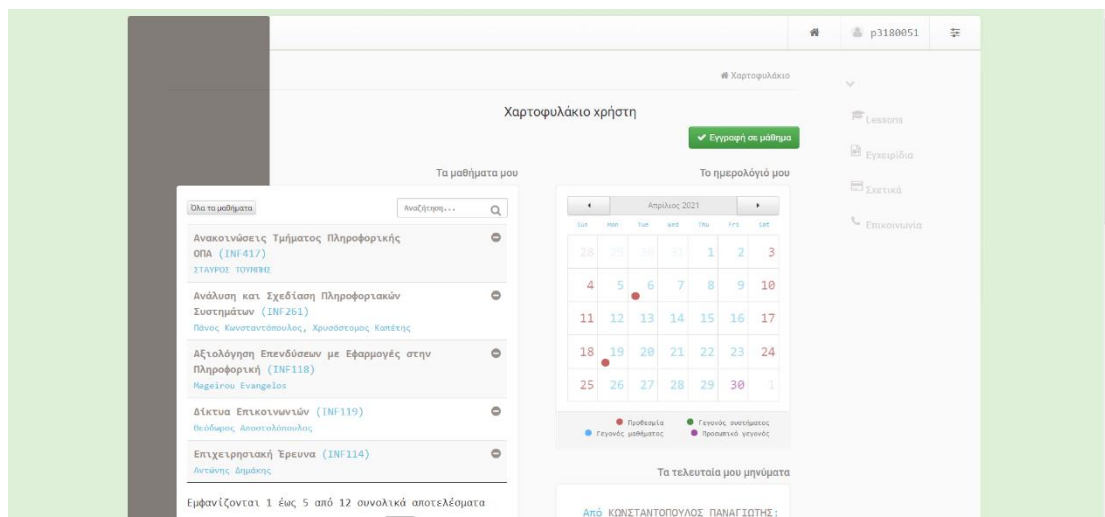 p3180051
Χαρτοφυλάκιο
Χαρτοφυλάκιο χρήστη
Εγγραφή σε μάθημα
Τα μαθήματα μου
Όλα τα μαθήματα
Αναζήτηση...
Ανακοινώσεις Τμήματος Πληροφορικής
ΟΠΑ (INF417)
ΣΤΑΥΡΟΣ ΤΟΥΜΠΗΣ
Ανάλυση και Σχεδίαση Πληροφοριακών
Συστημάτων (INF261)
Πάνος Κωνσταντόπουλος, Χρυσόστομος Καπέτης
Αξιολόγηση Επενδύσεων με Εφαρμογές στην
Πληροφορική (INF118)
Mageirou Evangelos
Δίκτυα Επικοινωνιών (INF119)
Θεόδωρος Αποστολόπουλος
Επιχειρησιακή Έρευνα (INF114)
Αντώνης Δημάκης
Εμφανίζονται 1 έως 5 από 12 συνολικά αποτελέσματα
Το ημερολόγιό μου
Απρίλιος 2021
Sun Mon Tue Wed Thu Fri Sat
28 29 30 31 1 2 3
4 5 6 7 8 9 10
11 12 13 14 15 16 17
18 19 20 21 22 23 24
25 26 27 28 29 30 1
Προθεσμία Γεγονός συστήματος
Γεγονός μαθήματος Προσωπικό γεγονός
Τα τελευταία μου μηνύματα
Από ΚΩΝΣΤΑΝΤΟΠΟΥΛΟΣ ΠΑΝΑΓΙΩΤΗΣ:
Lessons
Εγχειρίδια
Σχετικά
Επικοινωνία